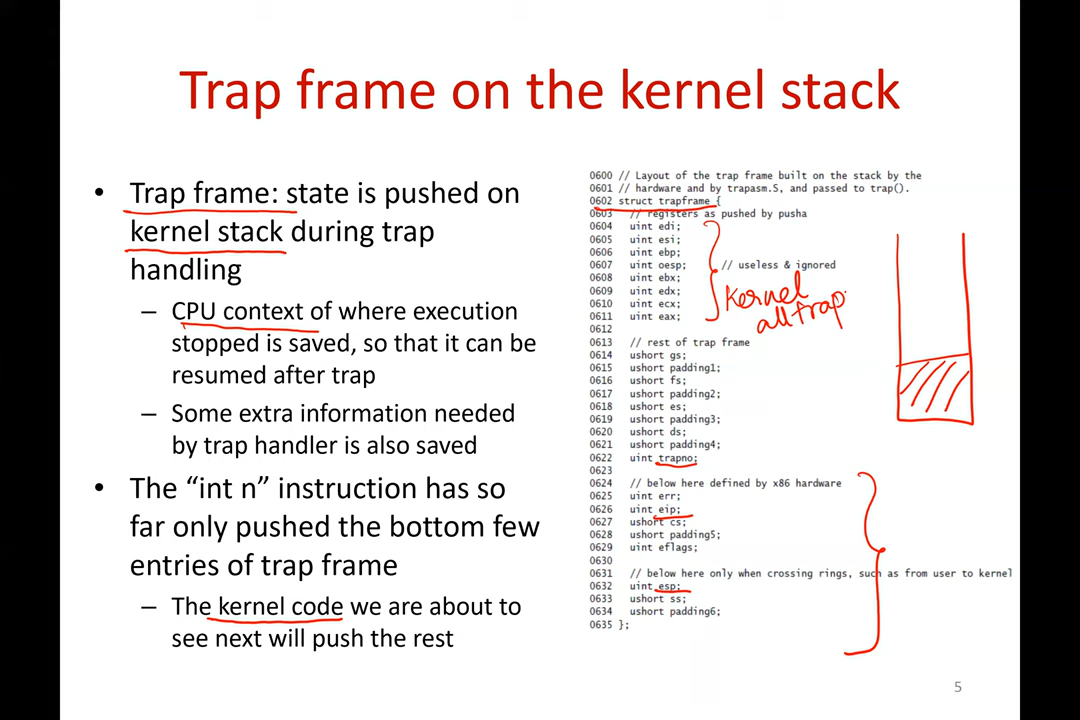 Trap frame on the kernel stack
• Trap frame: state is pushed on
kernel stack during trap
handling
– CPU context of where execution
stopped is saved, so that it can be
resumed after trap
– Some extra information needed
by trap handler is also saved
• The “int n” instruction has so
far only pushed the bottom few
entries of trap frame
– The kernel code we are about to
see next will push the rest
0600 // Layout of the trap frame built on the stack by the
0601 // hardware and by trapasm.S, and passed to trap().
0602 struct trapframe {
0603 // registers as pushed by pusha
0604 uint edi;
0605 uint esi;
0606 uint ebp;
0607 uint oesp; // useless & ignored
0608 uint ebx;
0609 uint edx;
0610 uint ecx;
0611 uint eax;
0612
0613 // rest of trap frame
0614 ushort gs;
0615 ushort padding1;
0616 ushort fs;
0617 ushort padding2;
0618 ushort es;
0619 ushort padding3;
0620 ushort ds;
0621 ushort padding4;
0622 uint trapno;
0623
0624 // below here defined by x86 hardware
0625 uint err;
0626 uint eip;
0627 ushort cs;
0628 ushort padding5;
0629 uint eflags;
0630
0631 // below here only when crossing rings, such as from user to kernel
0632 uint esp;
0633 ushort ss;
0634 ushort padding6;
0635 };
Kernel
alltraps
5